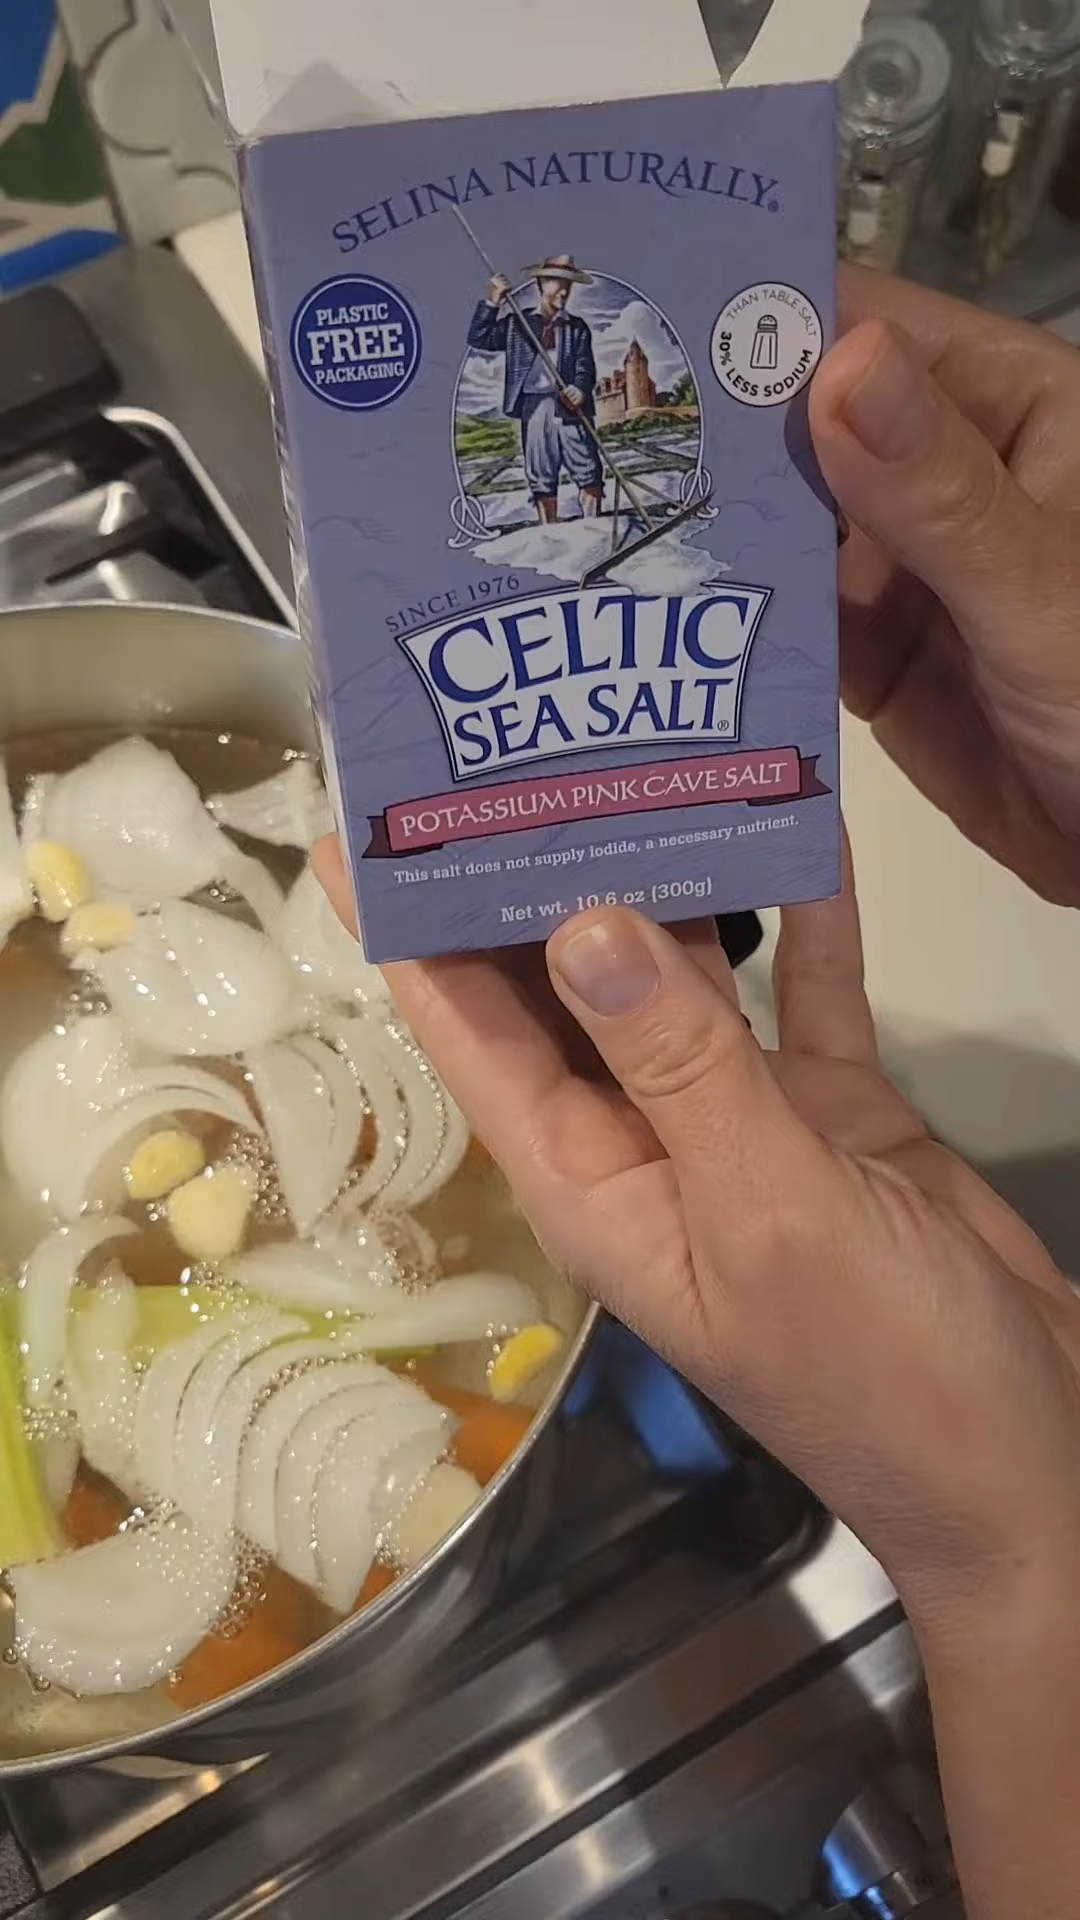 SELINA NATURALLY®
PLASTIC
FREE
PACKAGING
30% LESS SODIUM
THAN TABLE SALT
SINCE 1976
CELTIC
SEA SALT®
POTASSIUM PINK CAVE SALT
This salt does not supply iodide, a necessary nutrient.
Net wt. 10.6 oz (300g)